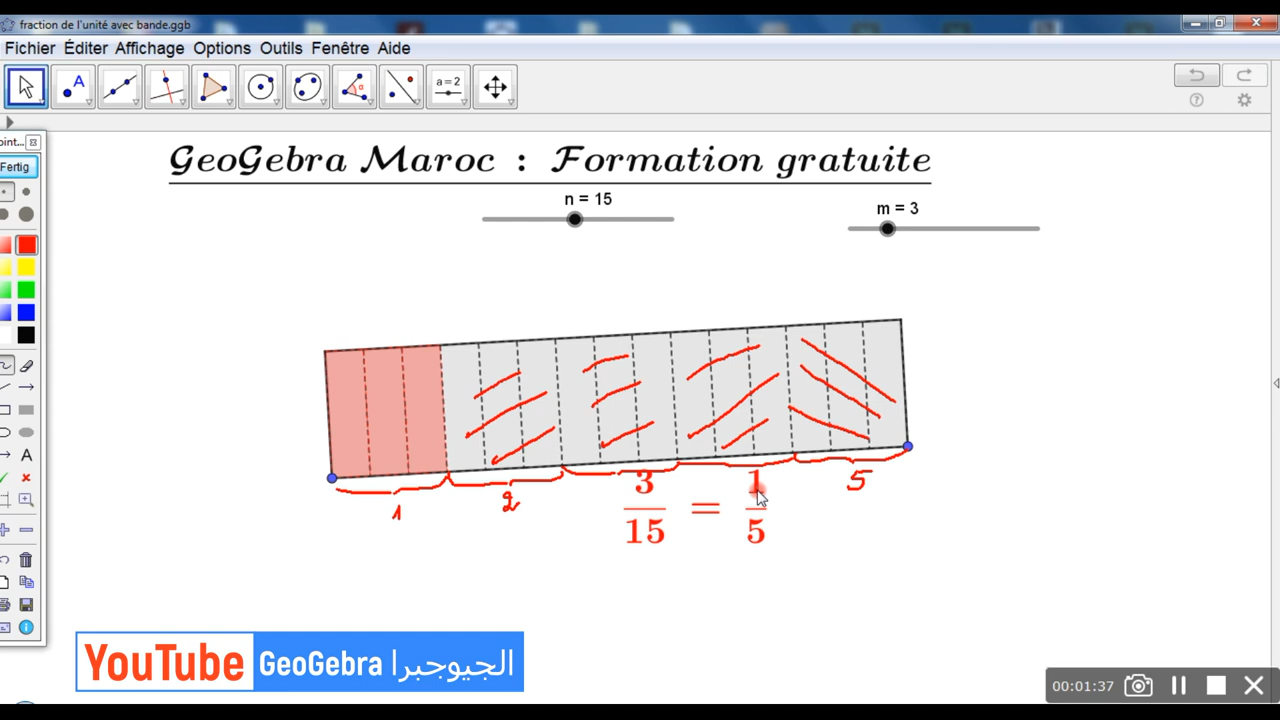 fraction de l'unité avec bande.ggb
Fichier Éditer Affichage Options Outils Fenêtre Aide
A
a=2
Fertig
GeoGebra Maroc : Formation gratuite
n = 15
m = 3
1 2 5
3/15 = 1/5
A
YouTube GeoGebra الجيوجبرا
00:01:37